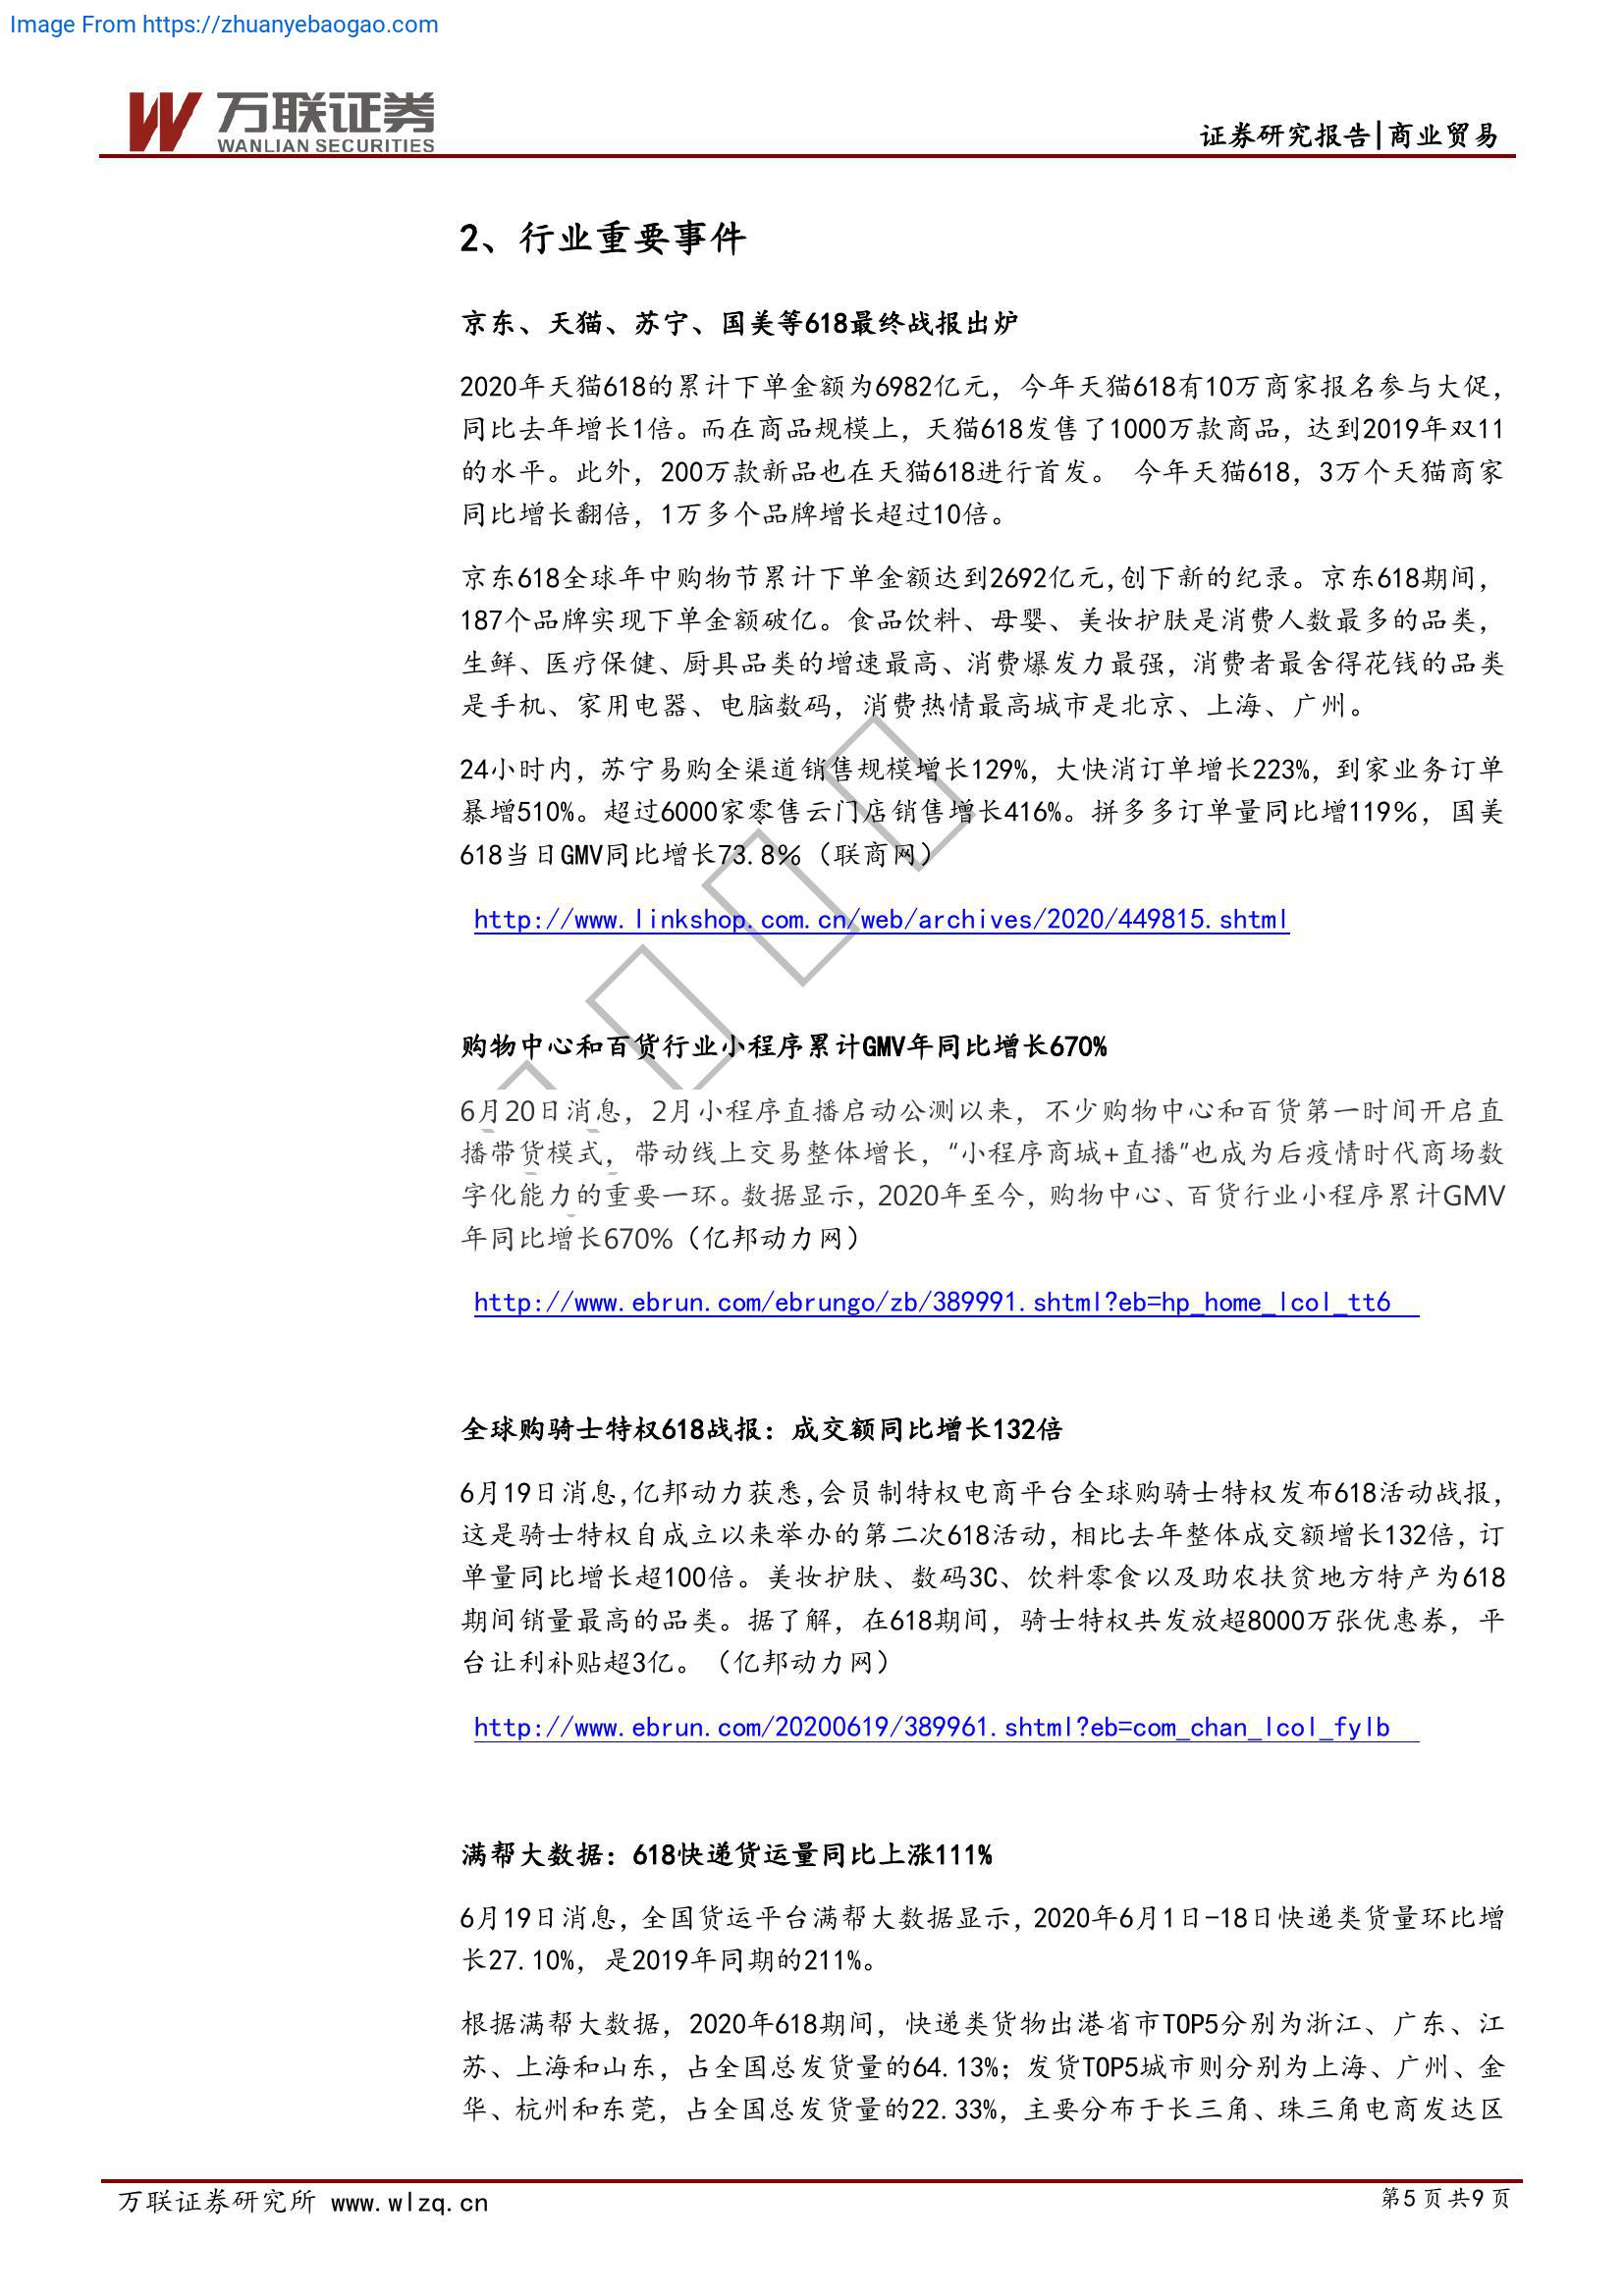 Image From https://zhuanyebaogao.com
万联证券
WANLIAN SECURITIES
证券研究报告|商业贸易
2、行业重要事件
京东、天猫、苏宁、国美等618最终战报出炉
2020年天猫618的累计下单金额为6982亿元，今年天猫618有10万商家报名参与大促，
同比去年增长1倍。而在商品规模上，天猫618发售了1000万款商品，达到2019年双11
的水平。此外，200万款新品也在天猫618进行首发。 今年天猫618，3万个天猫商家
同比增长翻倍，1万多个品牌增长超过10倍。
京东618全球年中购物节累计下单金额达到2692亿元,创下新的纪录。京东618期间，
187个品牌实现下单金额破亿。食品饮料、母婴、美妆护肤是消费人数最多的品类，
生鲜、医疗保健、厨具品类的增速最高、消费爆发力最强，消费者最舍得花钱的品类
是手机、家用电器、电脑数码，消费热情最高城市是北京、上海、广州。
24小时内，苏宁易购全渠道销售规模增长129%，大快消订单增长223%，到家业务订单
暴增510%。超过6000家零售云门店销售增长416%。拼多多订单量同比增119％，国美
618当日GMV同比增长73.8％（联商网）
http://www.linkshop.com.cn/web/archives/2020/449815.shtml
购物中心和百货行业小程序累计GMV年同比增长670%
6月20日消息，2月小程序直播启动公测以来，不少购物中心和百货第一时间开启直
播带货模式，带动线上交易整体增长，“小程序商城+直播”也成为后疫情时代商场数
字化能力的重要一环。数据显示，2020年至今，购物中心、百货行业小程序累计GMV
年同比增长670%（亿邦动力网）
http://www.ebrun.com/ebrungo/zb/389991.shtml?eb=hp_home_lcol_tt6
全球购骑士特权618战报：成交额同比增长132倍
6月19日消息,亿邦动力获悉,会员制特权电商平台全球购骑士特权发布618活动战报，
这是骑士特权自成立以来举办的第二次618活动，相比去年整体成交额增长132倍，订
单量同比增长超100倍。美妆护肤、数码3C、饮料零食以及助农扶贫地方特产为618
期间销量最高的品类。据了解，在618期间，骑士特权共发放超8000万张优惠券，平
台让利补贴超3亿。（亿邦动力网）
http://www.ebrun.com/20200619/389961.shtml?eb=com_chan_lcol_fylb
满帮大数据：618快递货运量同比上涨111%
6月19日消息，全国货运平台满帮大数据显示，2020年6月1日-18日快递类货量环比增
长27.10%，是2019年同期的211%。
根据满帮大数据，2020年618期间，快递类货物出港省市TOP5分别为浙江、广东、江
苏、上海和山东，占全国总发货量的64.13%；发货TOP5城市则分别为上海、广州、金
华、杭州和东莞，占全国总发货量的22.33%，主要分布于长三角、珠三角电商发达区
万联证券研究所 www.wlzq.cn
第5页共9页